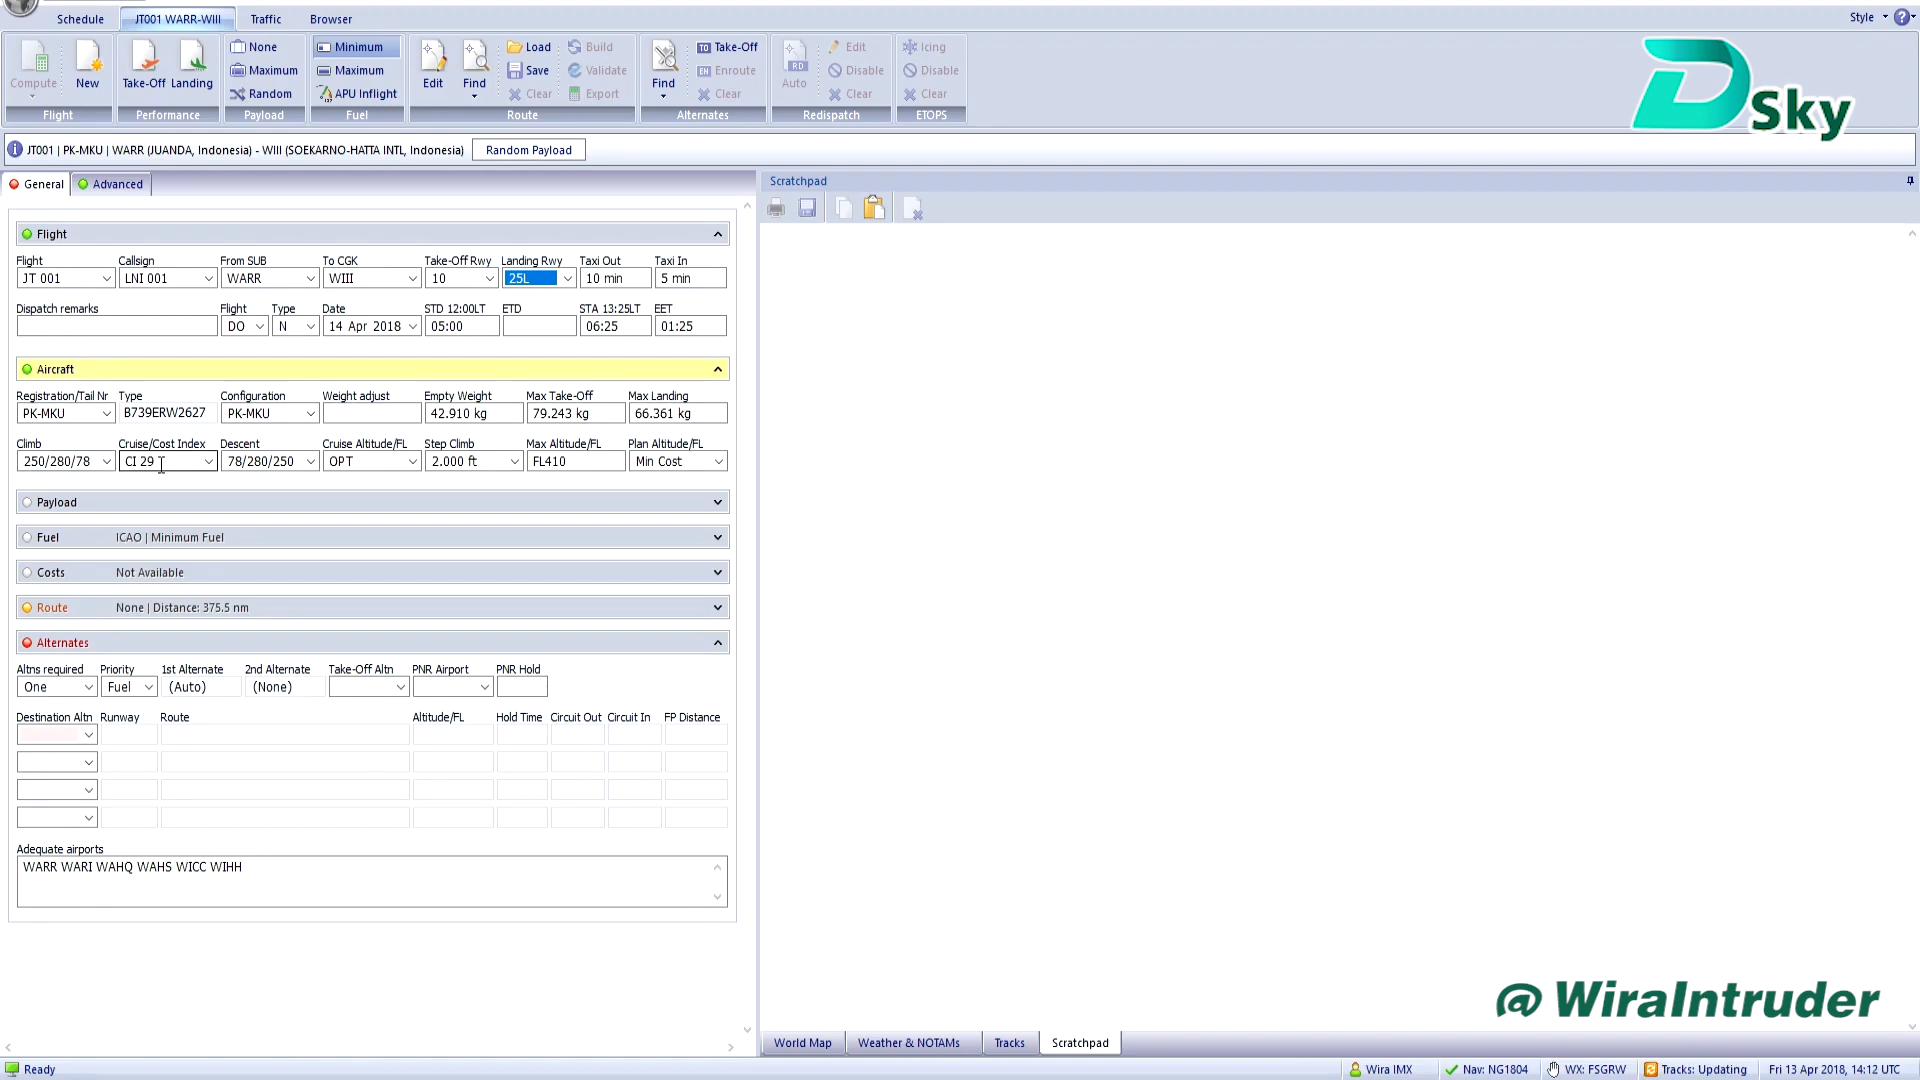 Schedule JT001 WARR-WIII Traffic Browser Style
Compute New Take-Off Landing None Maximum Random Minimum Maximum APU Inflight Edit Find Load Save Clear Build Validate Export Find Take-Off Enroute Clear Auto Edit Disable Clear Icing Disable Clear
Flight Performance Payload Fuel Route Alternates Redispatch ETOPS
D Sky
JT001 | PK-MKU | WARR (JUANDA, Indonesia) - WIII (SOEKARNO-HATTA INTL, Indonesia) Random Payload
General Advanced
Scratchpad
Flight
Flight Callsign From SUB To CGK Take-Off Rwy Landing Rwy Taxi Out Taxi In
JT 001 LNI 001 WARR WIII 10 25L 10 min 5 min
Dispatch remarks Flight Type Date STD 12:00LT ETD STA 13:25LT EET
DO N 14 Apr 2018 05:00 06:25 01:25
Aircraft
Registration/Tail Nr Type Configuration Weight adjust Empty Weight Max Take-Off Max Landing
PK-MKU B739ERW2627 PK-MKU 42.910 kg 79.243 kg 66.361 kg
Climb Cruise/Cost Index Descent Cruise Altitude/FL Step Climb Max Altitude/FL Plan Altitude/FL
250/280/78 CI 29 78/280/250 OPT 2.000 ft FL410 Min Cost
Payload
Fuel ICAO | Minimum Fuel
Costs Not Available
Route None | Distance: 375.5 nm
Alternates
Altns required Priority 1st Alternate 2nd Alternate Take-Off Altn PNR Airport PNR Hold
One Fuel (Auto) (None)
Destination Altn Runway Route Altitude/FL Hold Time Circuit Out Circuit In FP Distance
Adequate airports
WARR WARI WAHQ WAHS WICC WIHH
@ WiraIntruder
World Map Weather & NOTAMs Tracks Scratchpad
Ready Wira IMX Nav: NG1804 WX: FSGRW Tracks: Updating Fri 13 Apr 2018, 14:12 UTC